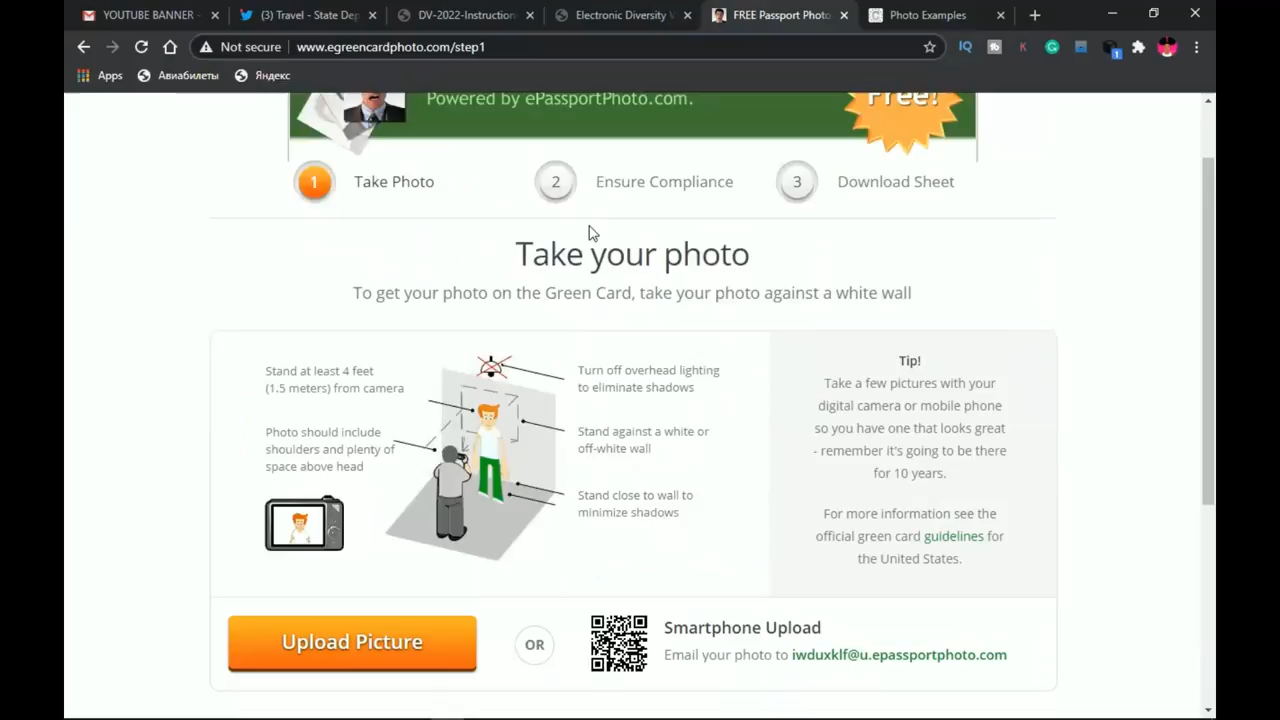 YOUTUBE BANNER -
(3) Travel - State Dep
DV-2022-Instruction
Electronic Diversity V
FREE Passport Photo
Photo Examples
Not secure
www.egreencardphoto.com/step1
IQ
K
1
Apps
Авиабилеты
Яндекс
Powered by ePassportPhoto.com.
Free!
1 Take Photo
2 Ensure Compliance
3 Download Sheet
Take your photo
To get your photo on the Green Card, take your photo against a white wall
Stand at least 4 feet
(1.5 meters) from camera
Photo should include
shoulders and plenty of
space above head
Turn off overhead lighting
to eliminate shadows
Stand against a white or
off-white wall
Stand close to wall to
minimize shadows
Tip!
Take a few pictures with your
digital camera or mobile phone
so you have one that looks great
- remember it's going to be there
for 10 years.
For more information see the
official green card guidelines for
the United States.
Upload Picture
OR
Smartphone Upload
Email your photo to iwduxklf@u.epassportphoto.com